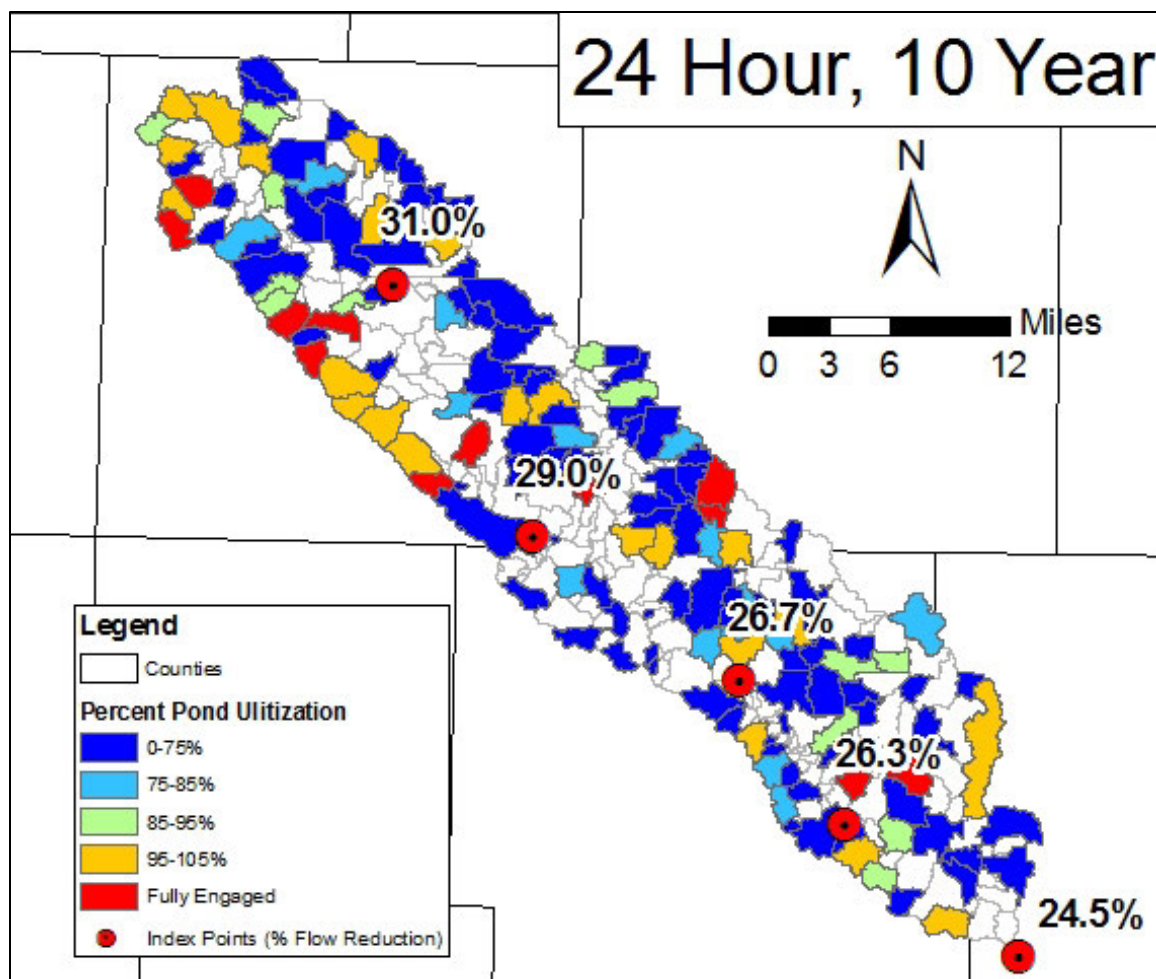 24 Hour, 10 Year
N
Miles
0 3 6 12
31.0%
29.0%
26.7%
26.3%
24.5%
Legend
Counties
Percent Pond Ulitization
0-75%
75-85%
85-95%
95-105%
Fully Engaged
Index Points (% Flow Reduction)